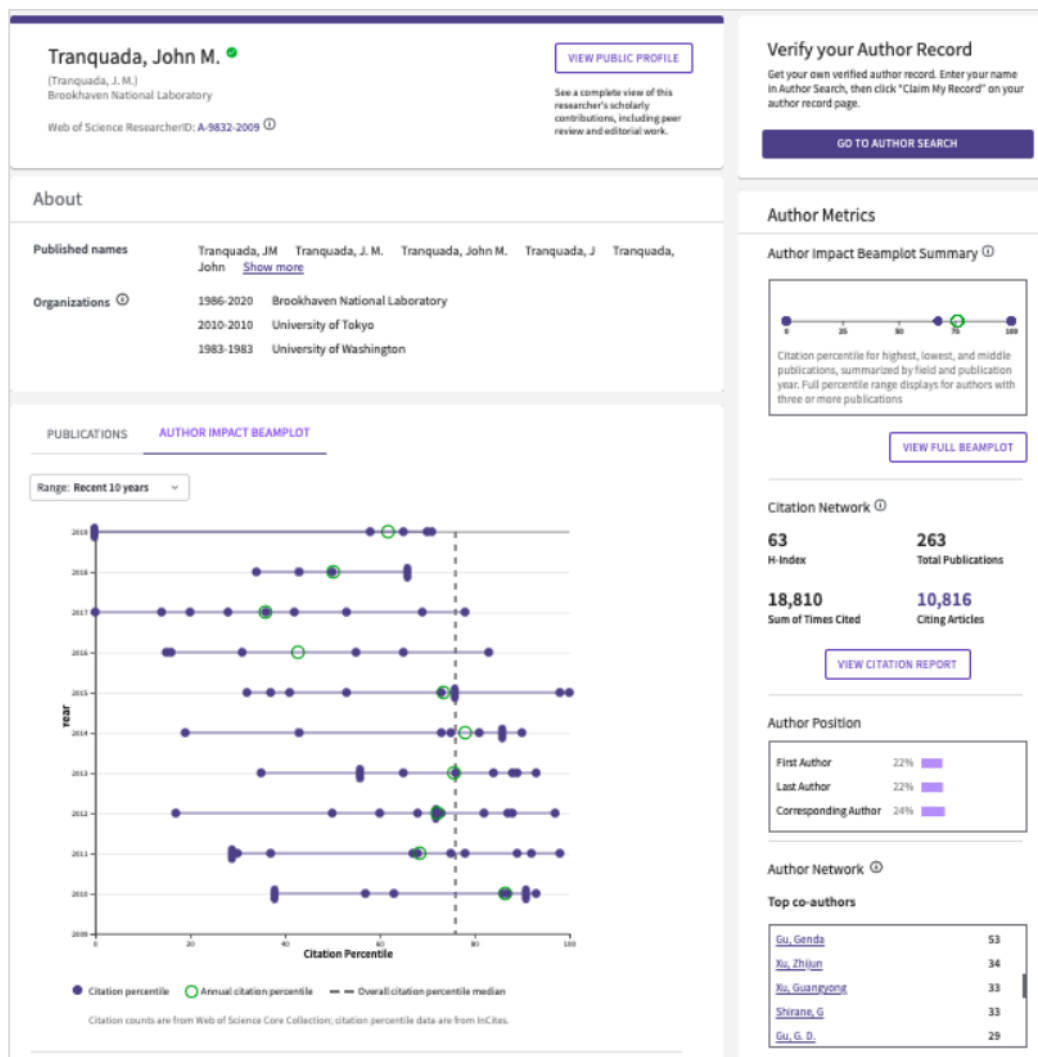 Tranquada, John M.
(Tranquada, J. M.)
Brookhaven National Laboratory
Web of Science ResearcherID: A-9832-2009
VIEW PUBLIC PROFILE
See a complete view of this
researcher's scholarly
contributions, including peer
review and editorial work.
About
Published names
Tranquada, JM Tranquada, J. M. Tranquada, John M. Tranquada, J Tranquada,
John Show more
Organizations
1986-2020 Brookhaven National Laboratory
2010-2010 University of Tokyo
1983-1983 University of Washington
PUBLICATIONS
AUTHOR IMPACT BEAMPLOT
Range: Recent 10 years
Year
2019
2018
2017
2016
2015
2014
2013
2012
2011
2010
2009
0 20 40 60 80 100
Citation Percentile
Citation percentile Annual citation percentile Overall citation percentile median
Citation counts are from Web of Science Core Collection; citation percentile data are from InCites.
Verify your Author Record
Get your own verified author record. Enter your name
in Author Search, then click "Claim My Record" on your
author record page.
GO TO AUTHOR SEARCH
Author Metrics
Author Impact Beamplot Summary
0 25 50 75 100
Citation percentile for highest, lowest, and middle
publications, summarized by field and publication
year. Full percentile range displays for authors with
three or more publications
VIEW FULL BEAMPLOT
Citation Network
63 263
H-Index Total Publications
18,810 10,816
Sum of Times Cited Citing Articles
VIEW CITATION REPORT
Author Position
First Author 22%
Last Author 22%
Corresponding Author 24%
Author Network
Top co-authors
Gu, Genda 53
Xu, Zhijun 34
Xu, Guangyong 33
Shirane, G 33
Gu, G. D. 29